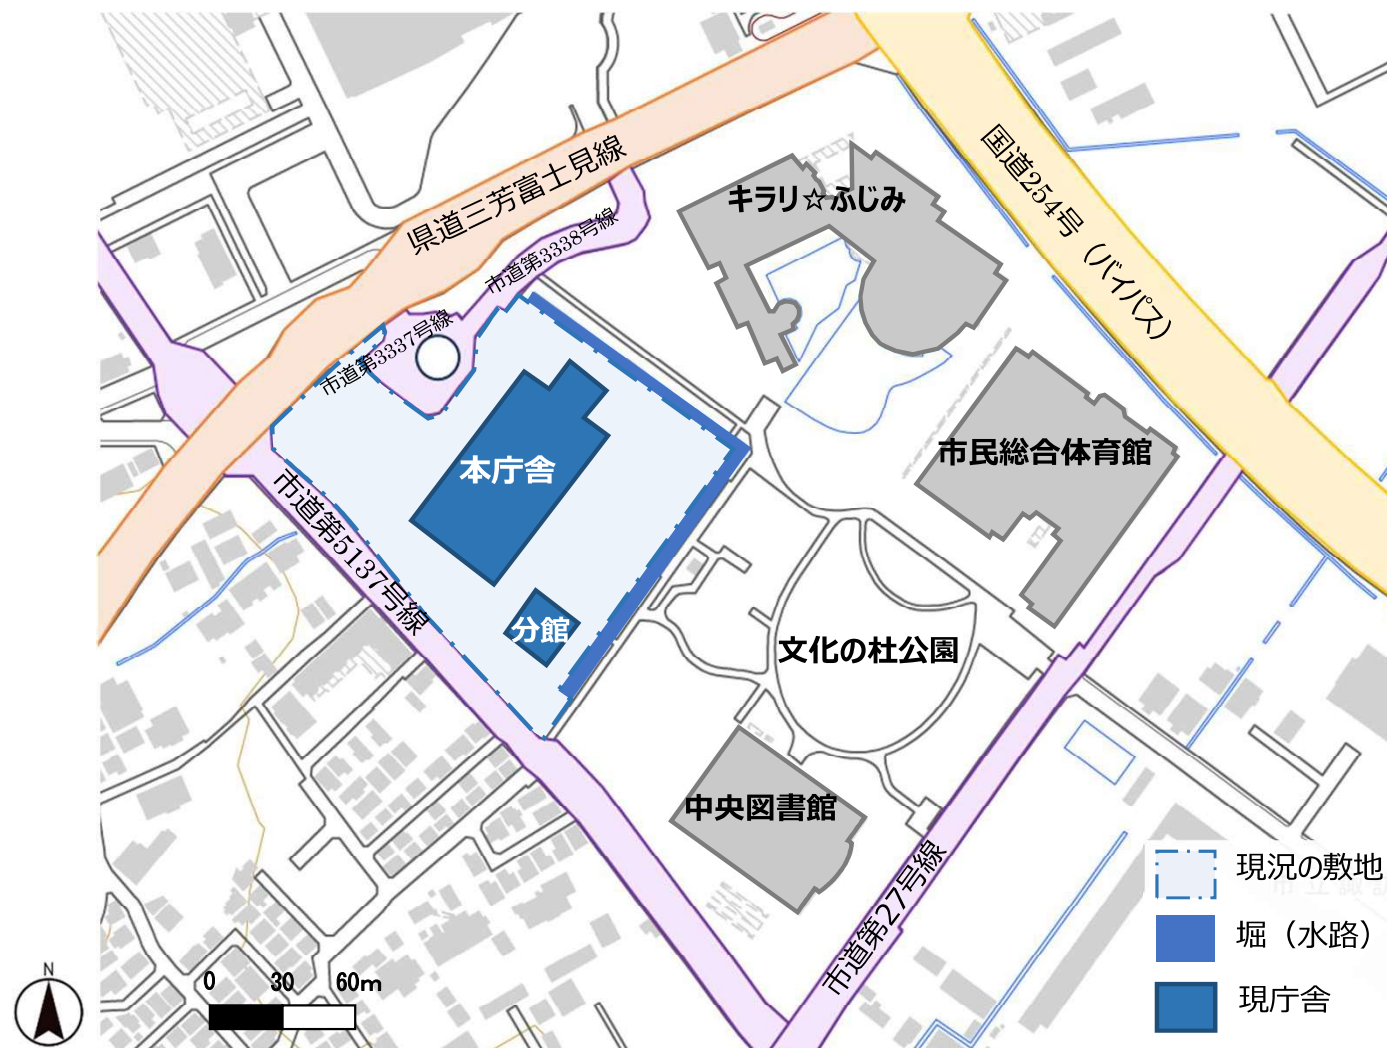 キラリ☆ふじみ
国道254号（バイパス）
県道三芳富士見線
市道第3338号線
市道第3337号線
本庁舎
市民総合体育館
市道第5137号線
分館
文化の杜公園
中央図書館
市道第27号線
現況の敷地
堀（水路）
現庁舎
N
0 30 60m